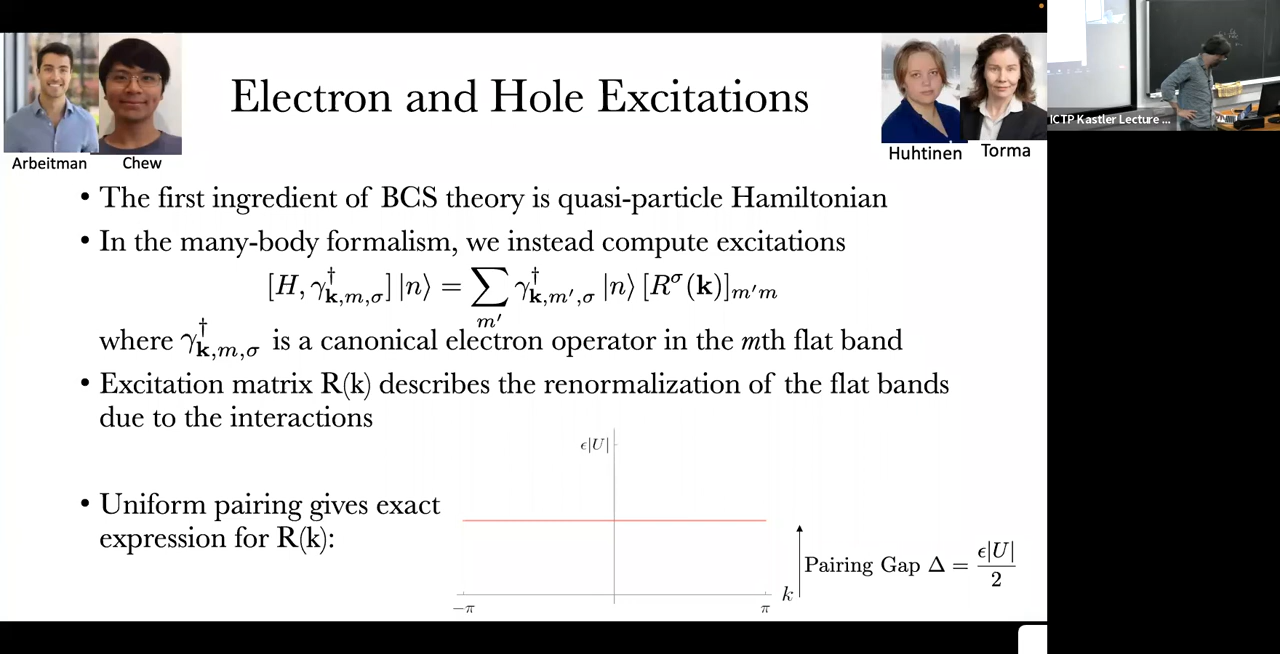 Electron and Hole Excitations
Arbeitman
Chew
Huhtinen
Torma
ICTP Kastler Lecture ...
• The first ingredient of BCS theory is quasi-particle Hamiltonian
• In the many-body formalism, we instead compute excitations
[H, γ†k,m,σ] |n⟩ = ∑m′ γ†k,m′,σ |n⟩ [Rσ(k)]m′m
where γ†k,m,σ is a canonical electron operator in the mth flat band
• Excitation matrix R(k) describes the renormalization of the flat bands
due to the interactions
• Uniform pairing gives exact
expression for R(k):
ϵ|U|
−π
π
k
Pairing Gap Δ = ϵ|U|/2